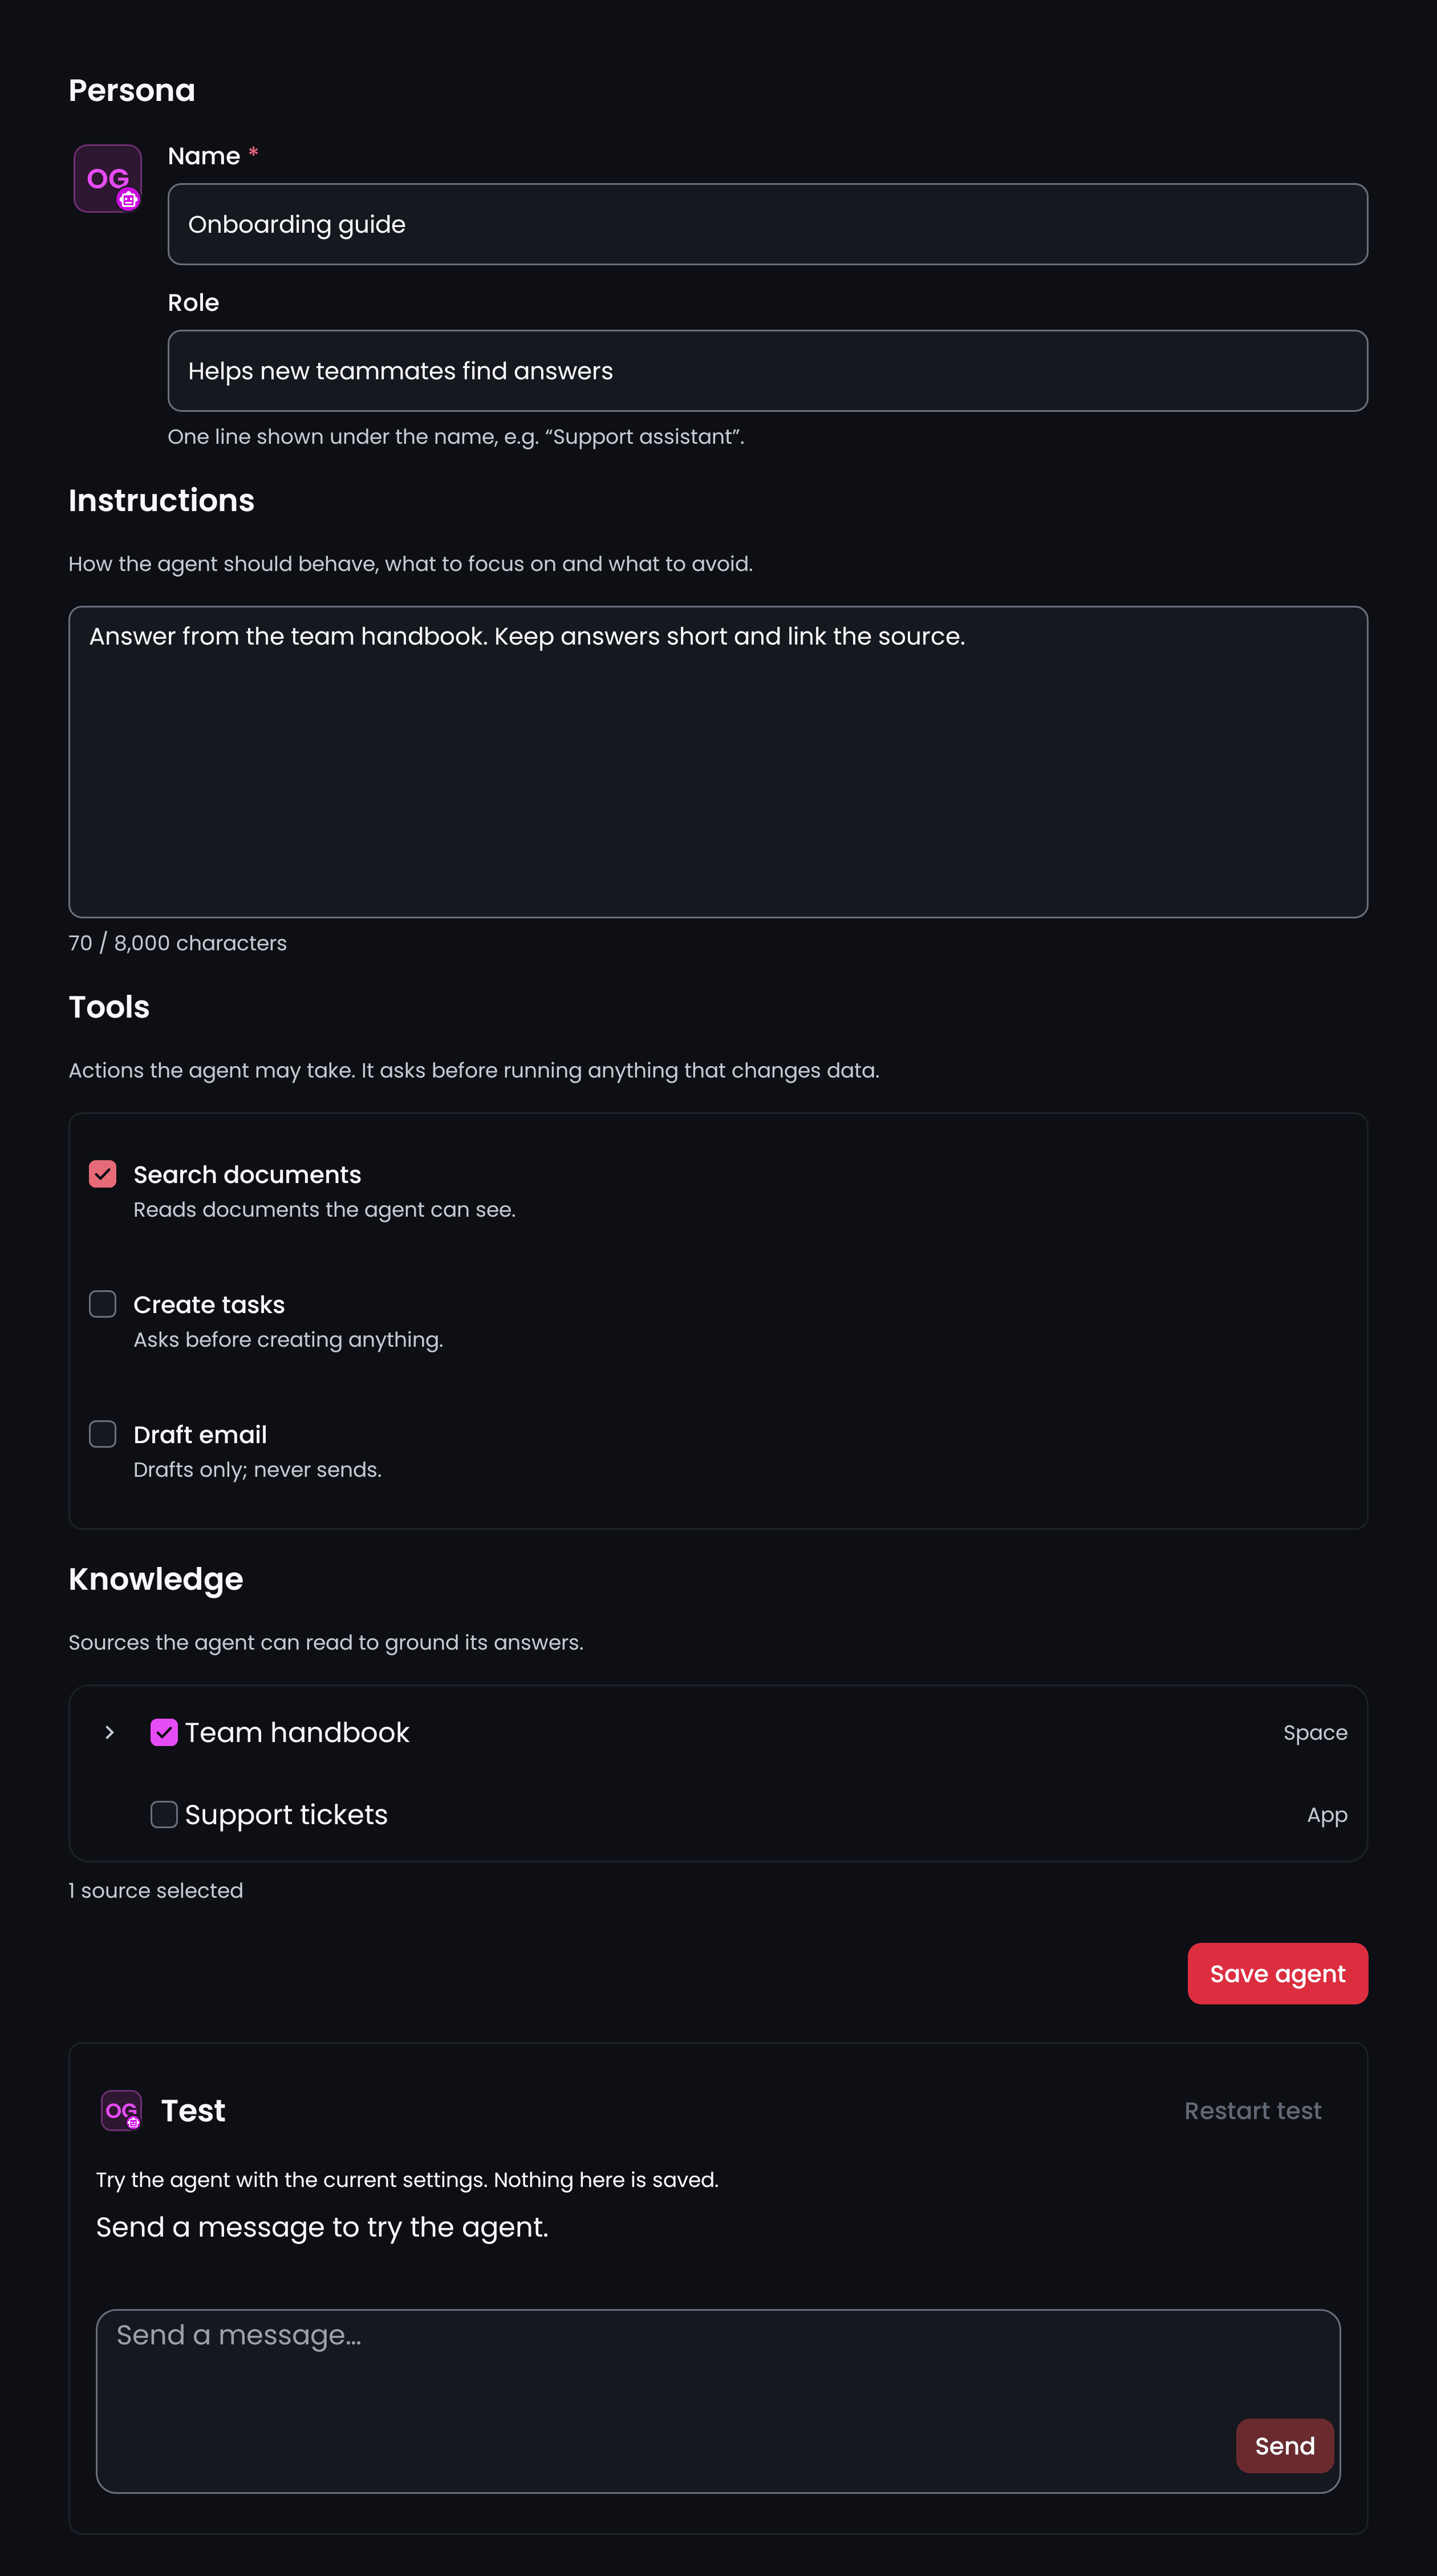 Persona
OG
Name *
Onboarding guide
Role
Helps new teammates find answers
One line shown under the name, e.g. “Support assistant”.
Instructions
How the agent should behave, what to focus on and what to avoid.
Answer from the team handbook. Keep answers short and link the source.
70 / 8,000 characters
Tools
Actions the agent may take. It asks before running anything that changes data.
Search documents
Reads documents the agent can see.
Create tasks
Asks before creating anything.
Draft email
Drafts only; never sends.
Knowledge
Sources the agent can read to ground its answers.
Team handbook Space
Support tickets App
1 source selected
Save agent
OG Test Restart test
Try the agent with the current settings. Nothing here is saved.
Send a message to try the agent.
Send a message...
Send